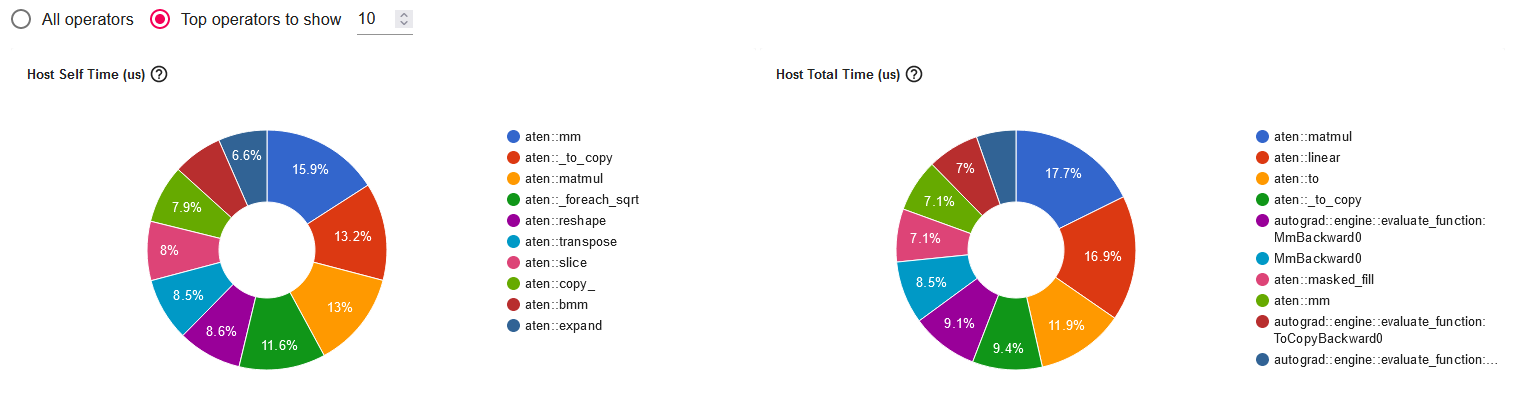 All operators Top operators to show 10
Host Self Time (us) ?
15.9%
13.2%
13%
11.6%
8.6%
8.5%
8%
7.9%
6.6%
aten::mm
aten::_to_copy
aten::matmul
aten::_foreach_sqrt
aten::reshape
aten::transpose
aten::slice
aten::copy_
aten::bmm
aten::expand
Host Total Time (us) ?
17.7%
16.9%
11.9%
9.4%
9.1%
8.5%
7.1%
7.1%
7%
aten::matmul
aten::linear
aten::to
aten::_to_copy
autograd::engine::evaluate_function:
MmBackward0
MmBackward0
aten::masked_fill
aten::mm
autograd::engine::evaluate_function:
ToCopyBackward0
autograd::engine::evaluate_function:...